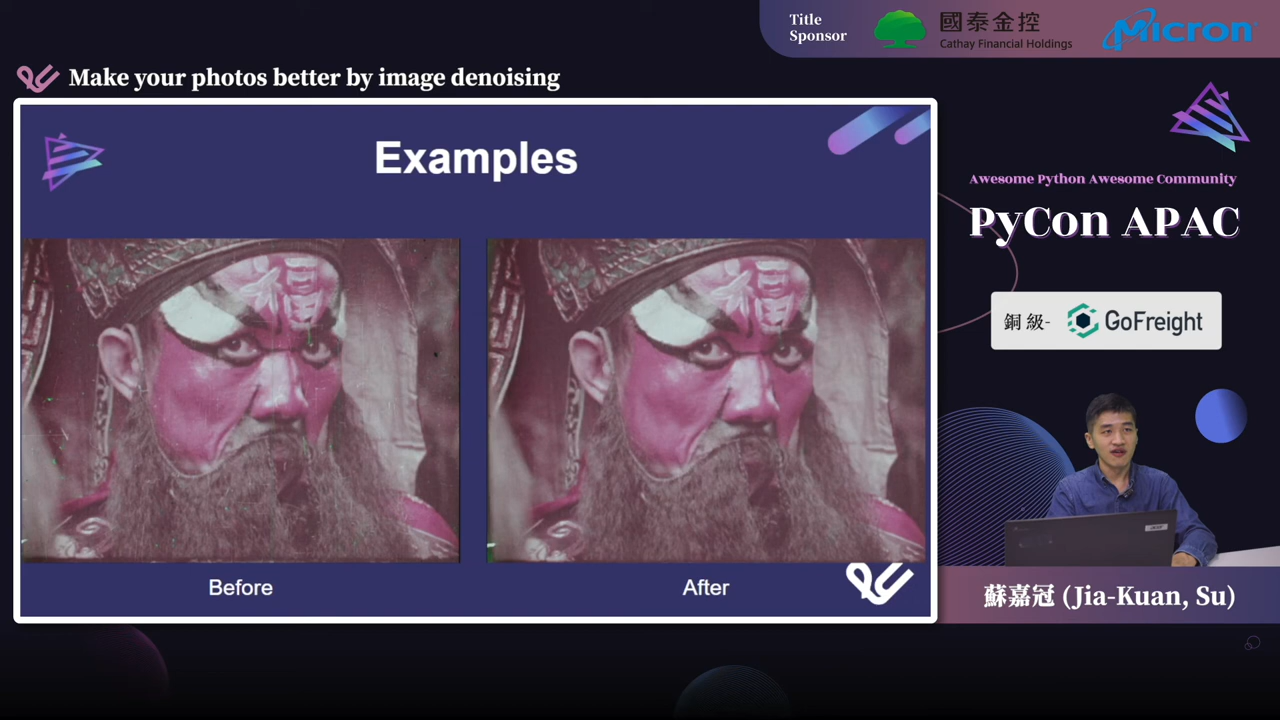 Title
Sponsor
國泰金控
Cathay Financial Holdings
Micron
Make your photos better by image denoising
Examples
Before
After
Awesome Python Awesome Community
PyCon APAC
銅級-
GoFreight
acer
蘇嘉冠 (Jia-Kuan, Su)